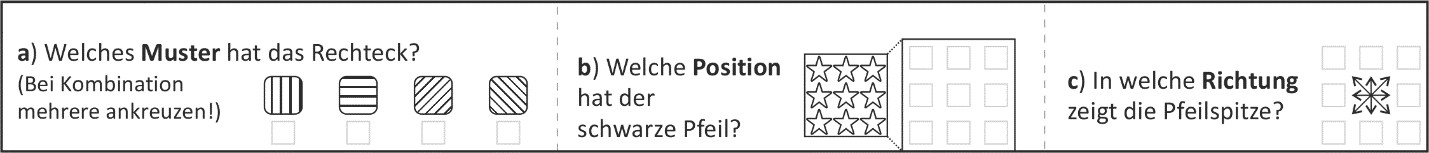 a) Welches Muster hat das Rechteck?
(Bei Kombination
mehrere ankreuzen!)
b) Welche Position
hat der
schwarze Pfeil?
c) In welche Richtung
zeigt die Pfeilspitze?